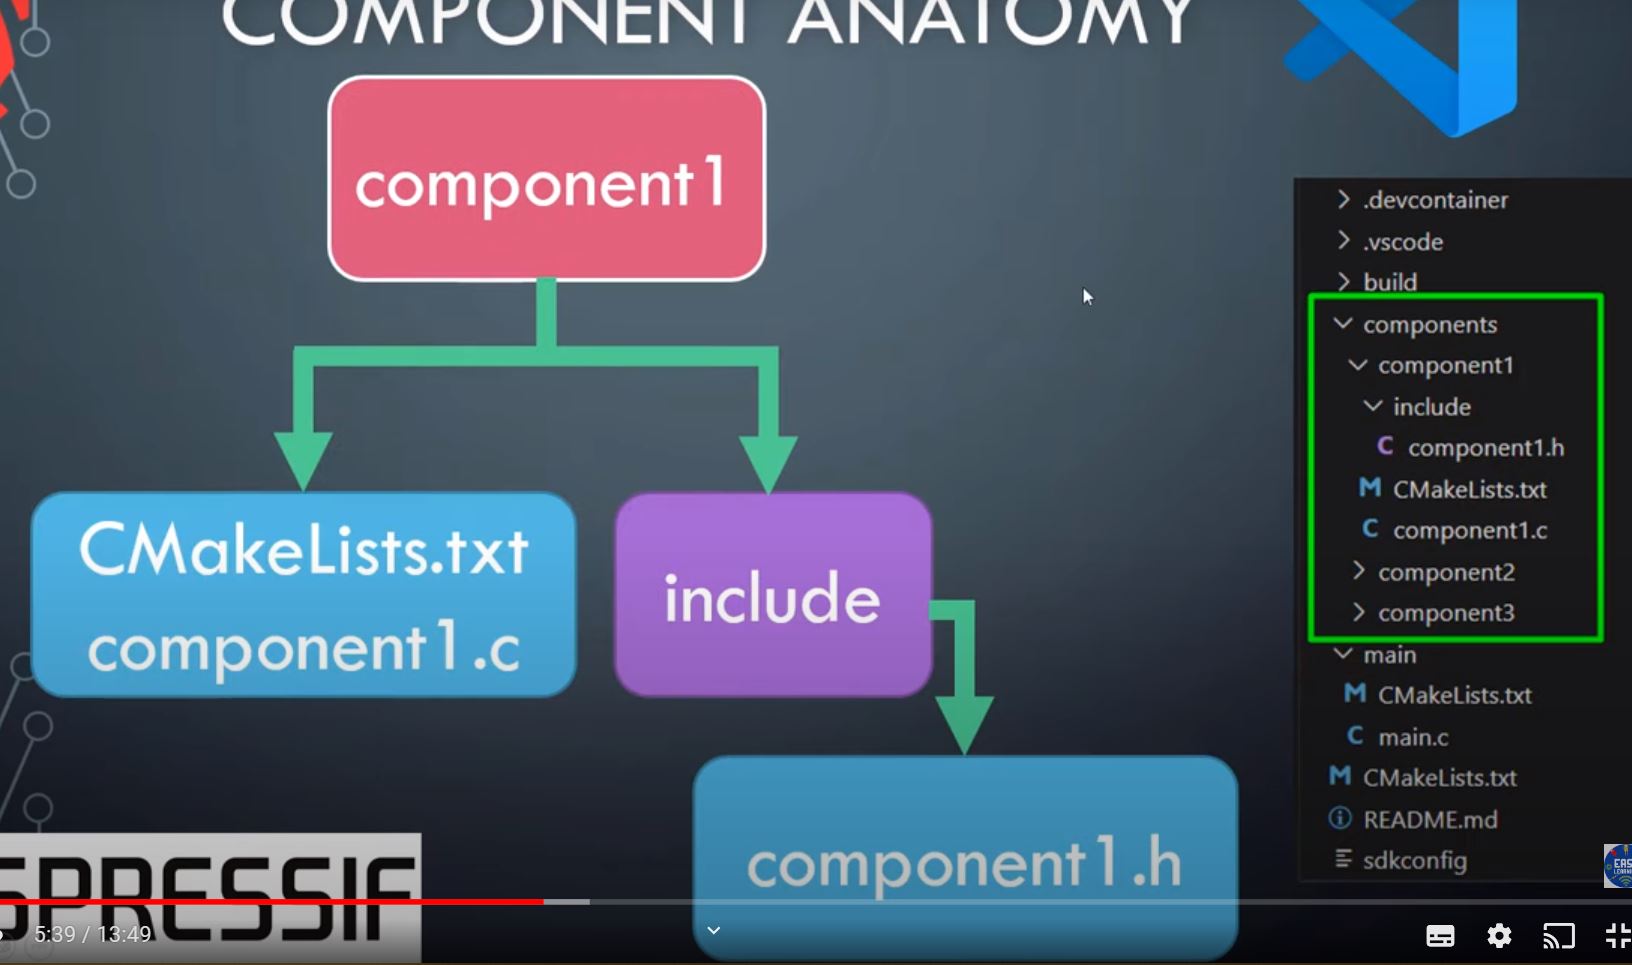 COMPONENT ANATOMY
component1
CMakeLists.txt
component1.c
include
component1.h
.devcontainer
.vscode
build
components
component1
include
C component1.h
M CMakeLists.txt
C component1.c
component2
component3
main
M CMakeLists.txt
C main.c
M CMakeLists.txt
README.md
sdkconfig
SPRESSIF
5:39 / 13:49